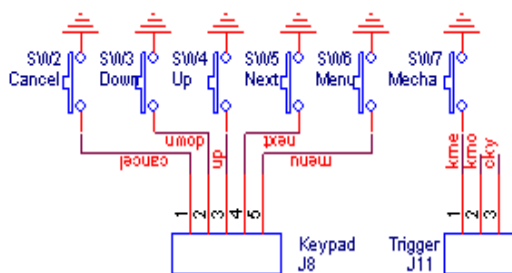 SW2 SW3 SW4 SW5 SW6 SW7
Cancel Down Up Next Menu Mecha
down next
cancel up menu kme kmo cky
1 2 3 4 5 1 2 3
Keypad Trigger
J8 J11